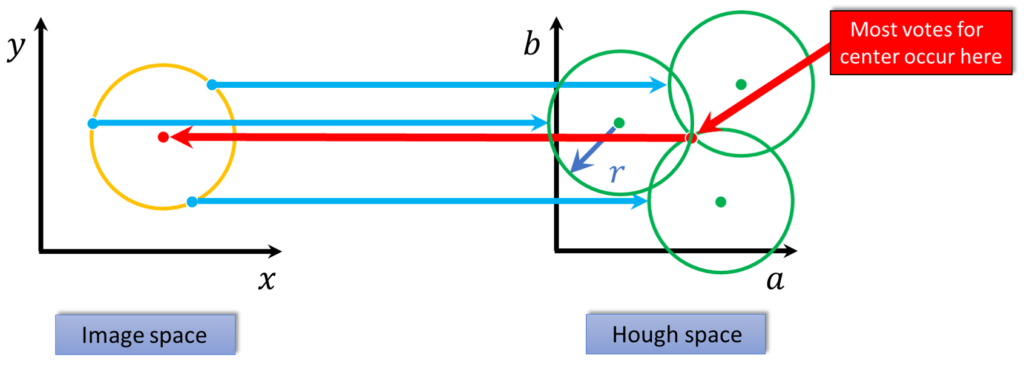 y
b
Most votes for
center occur here
r
x
a
Image space
Hough space